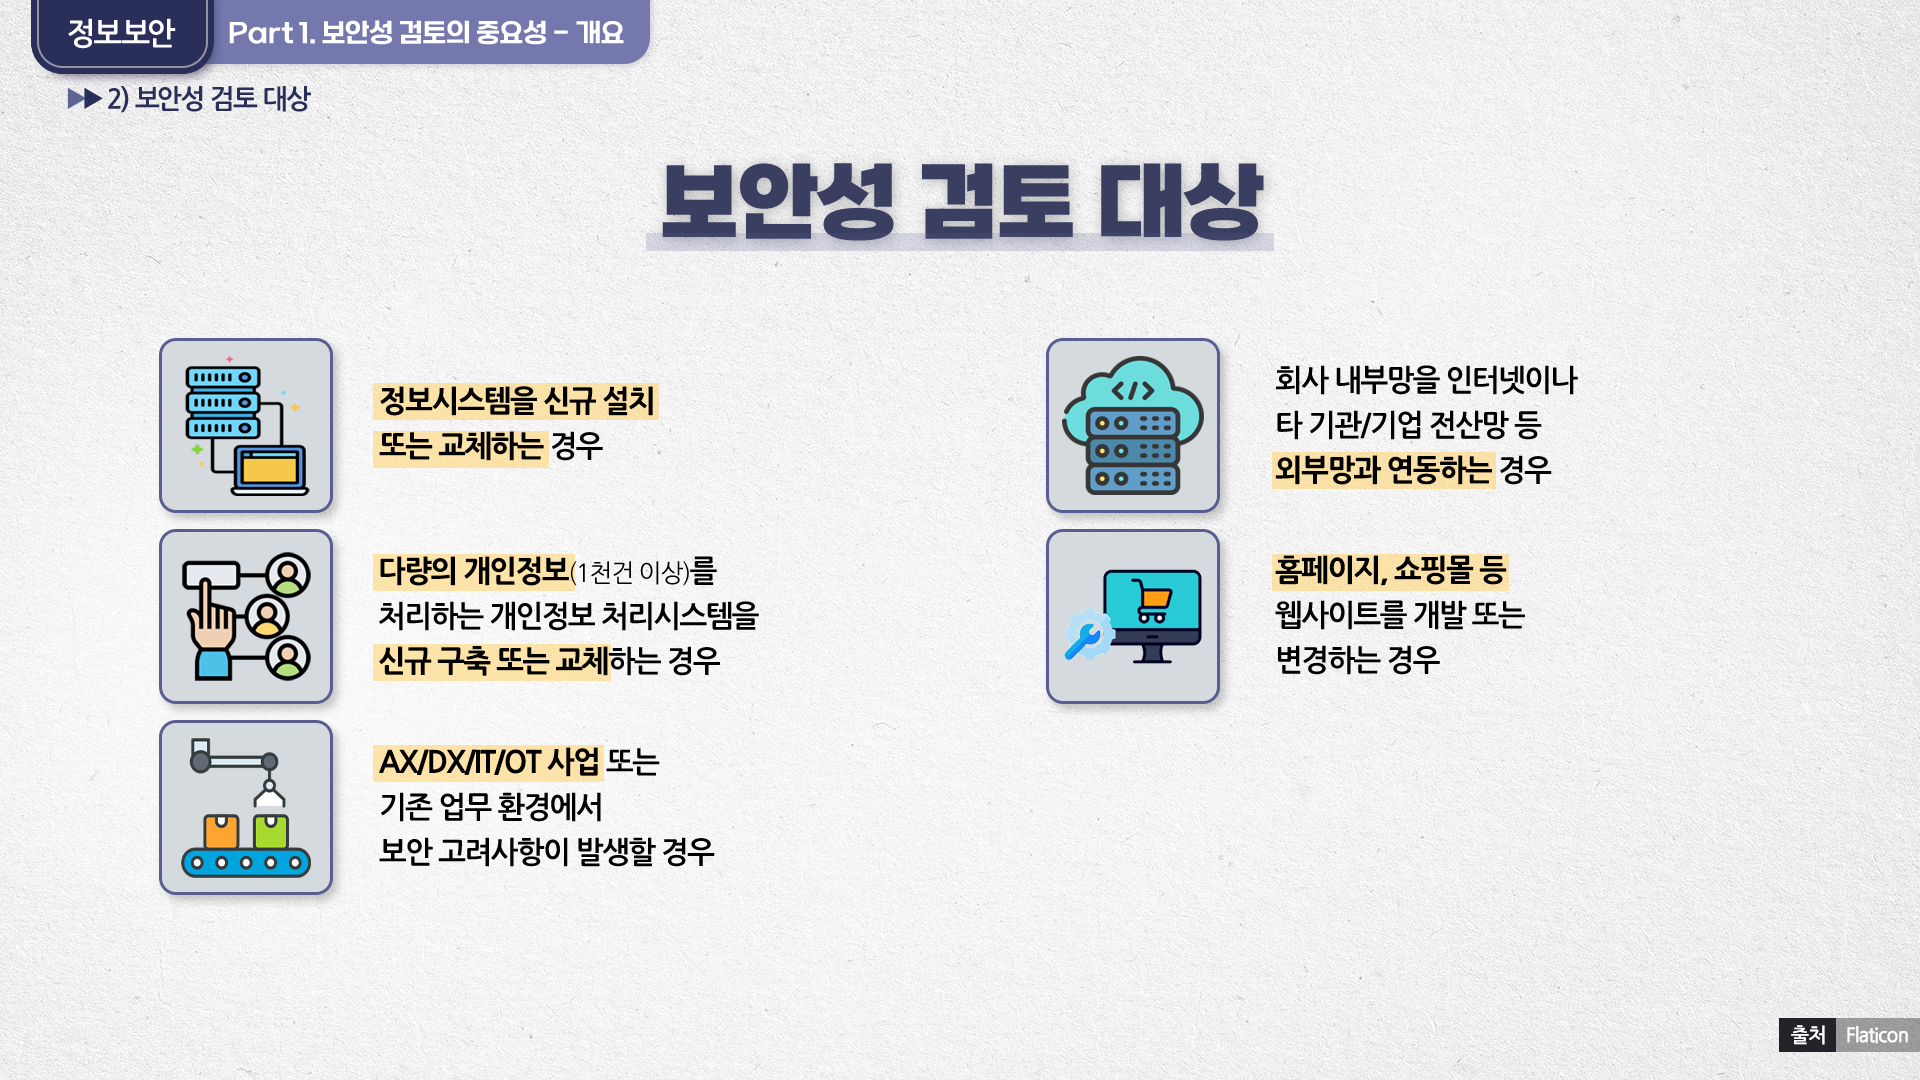 정보보안
Part 1. 보안성 검토의 중요성 - 개요
2) 보안성 검토 대상
보안성 검토 대상
정보시스템을 신규 설치
또는 교체하는 경우
다량의 개인정보(1천건 이상)를
처리하는 개인정보 처리시스템을
신규 구축 또는 교체하는 경우
AX/DX/IT/OT 사업 또는
기존 업무 환경에서
보안 고려사항이 발생할 경우
회사 내부망을 인터넷이나
타 기관/기업 전산망 등
외부망과 연동하는 경우
홈페이지, 쇼핑몰 등
웹사이트를 개발 또는
변경하는 경우
출처 Flaticon